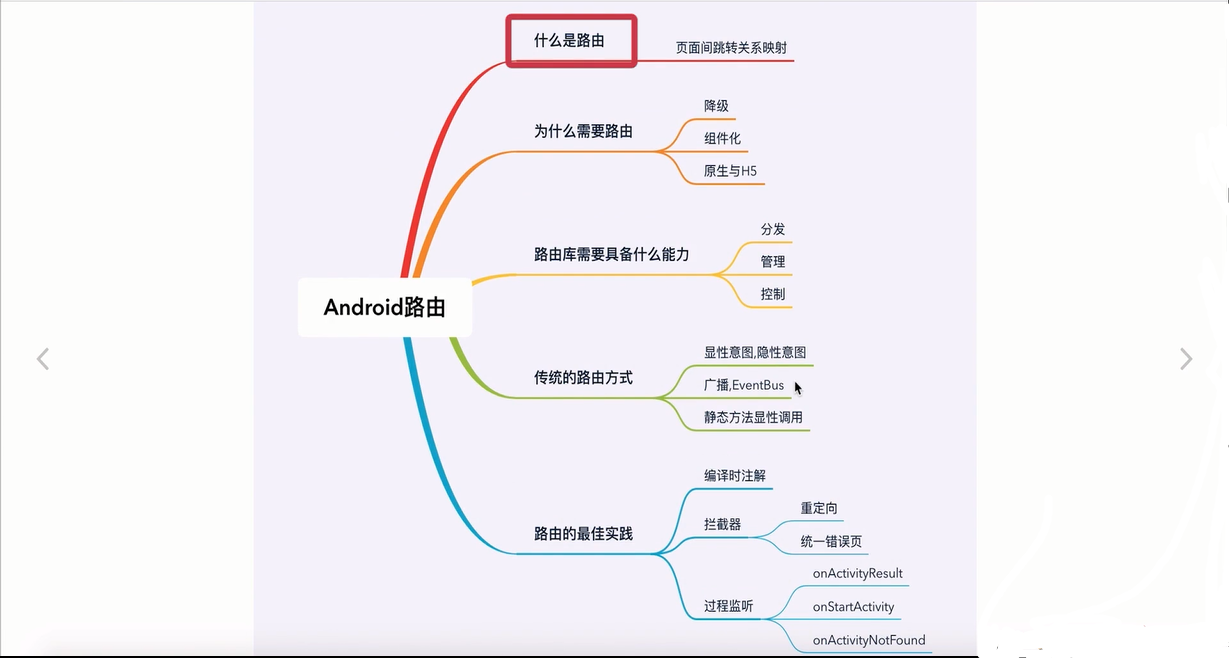 什么是路由
页面间跳转关系映射
为什么需要路由
降级
组件化
原生与H5
路由库需要具备什么能力
分发
管理
控制
Android路由
传统的路由方式
显性意图,隐性意图
广播,EventBus
静态方法显性调用
路由的最佳实践
编译时注解
拦截器
重定向
统一错误页
过程监听
onActivityResult
onStartActivity
onActivityNotFound